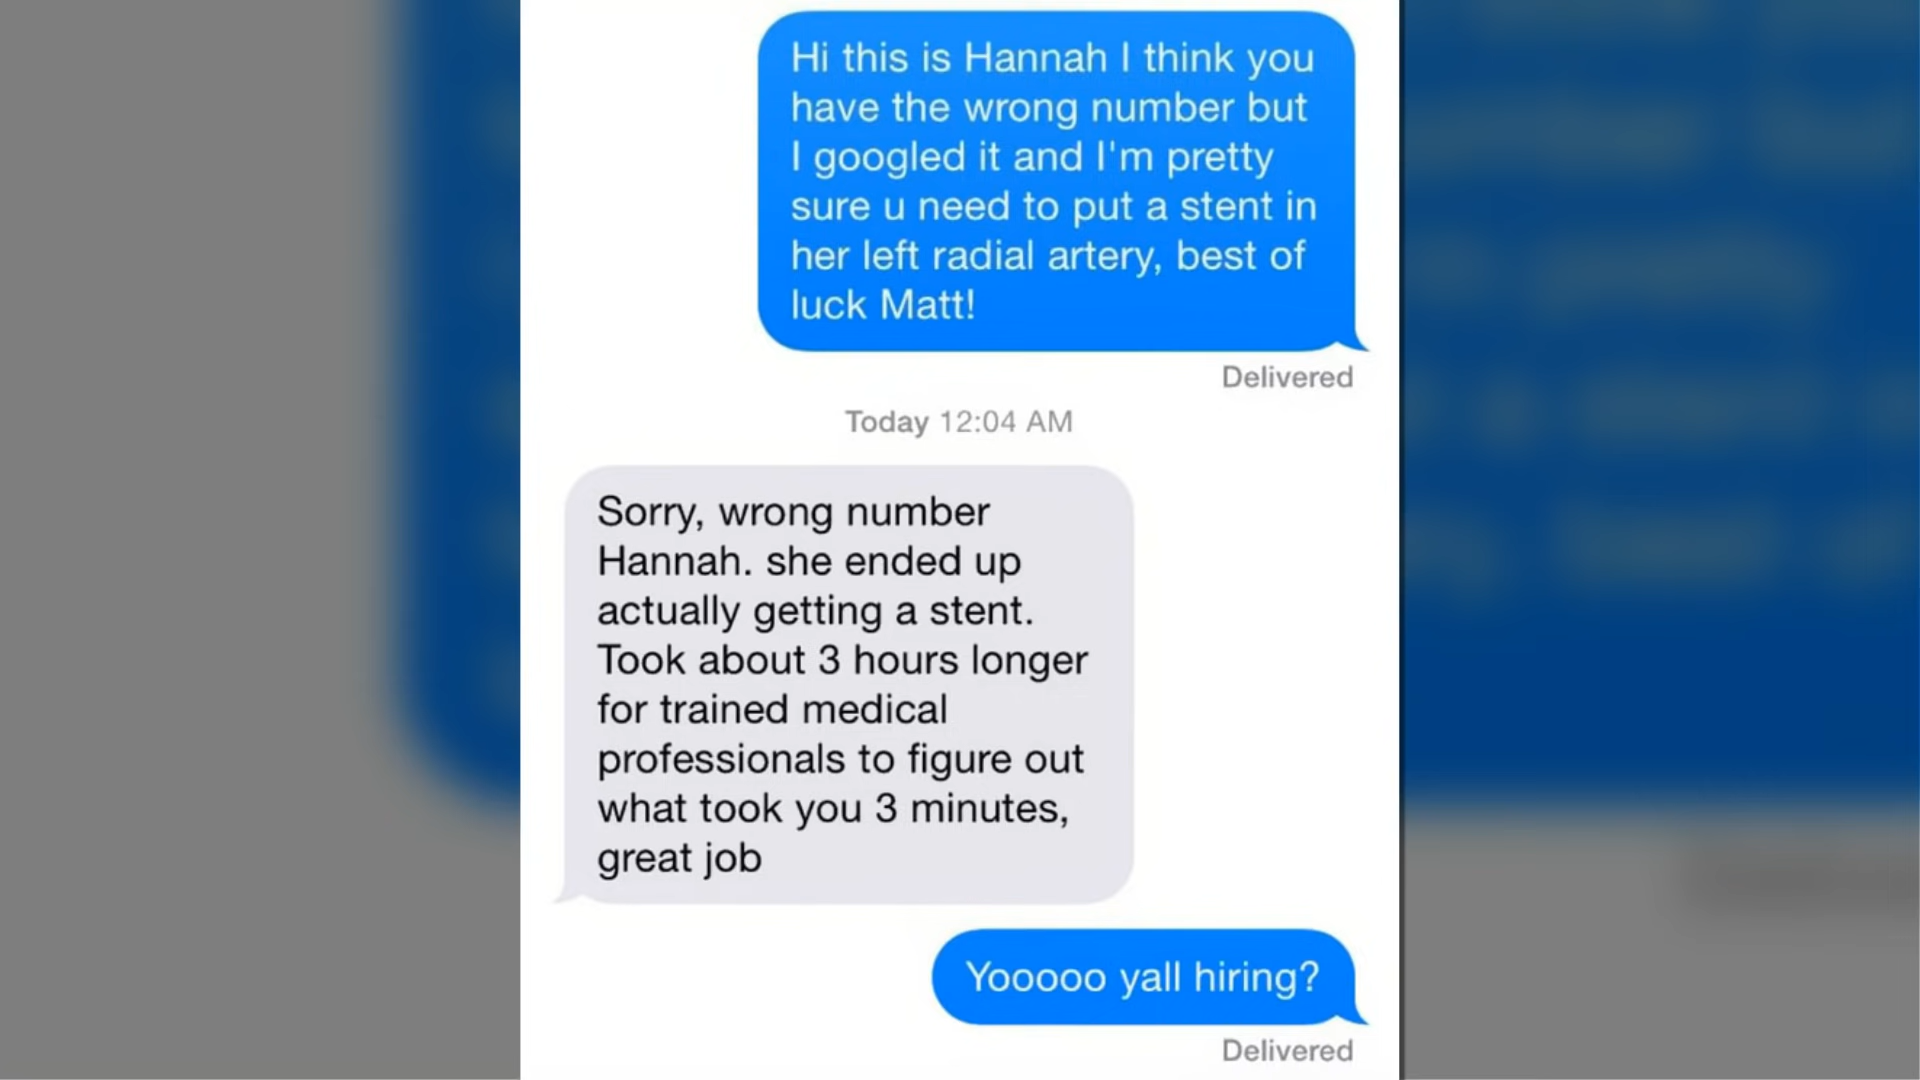 Hi this is Hannah I think you
have the wrong number but
I googled it and I'm pretty
sure u need to put a stent in
her left radial artery, best of
luck Matt!
Delivered
Today 12:04 AM
Sorry, wrong number
Hannah. she ended up
actually getting a stent.
Took about 3 hours longer
for trained medical
professionals to figure out
what took you 3 minutes,
great job
Yooooo yall hiring?
Delivered